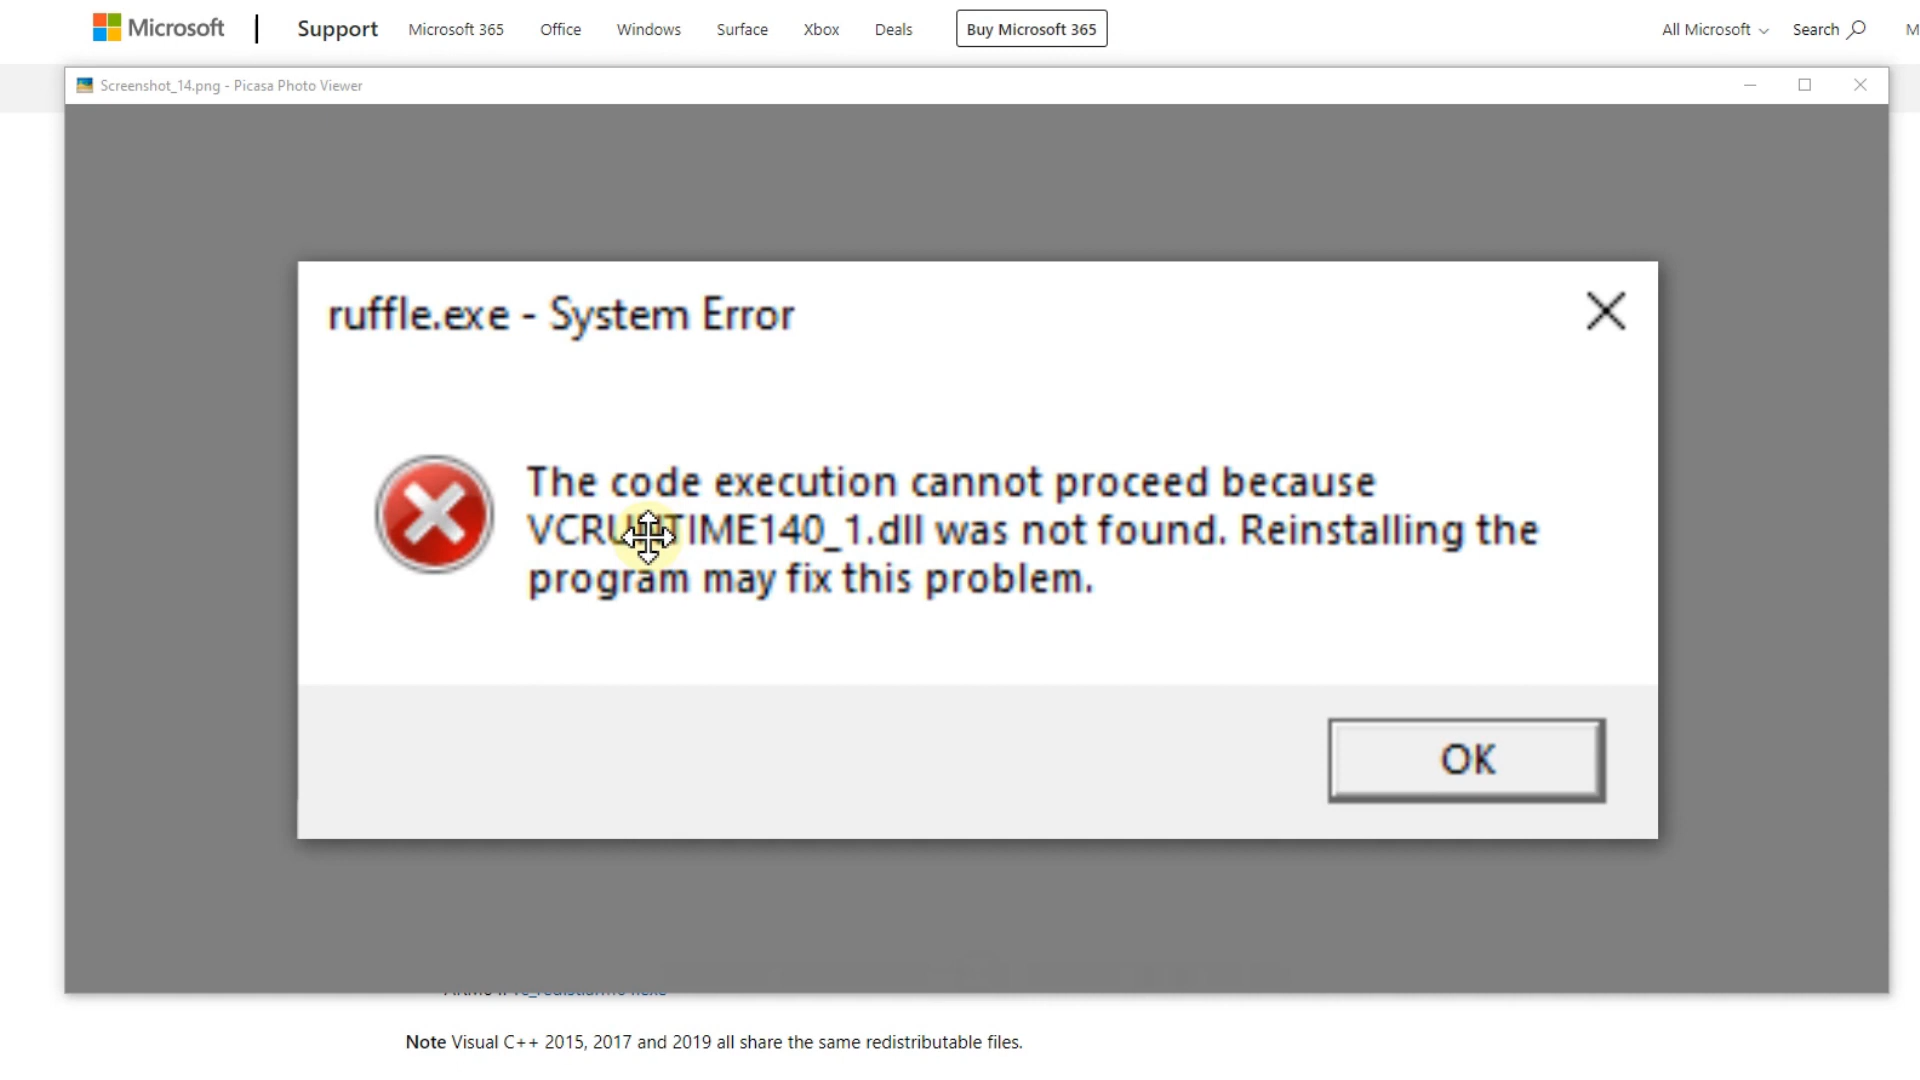 Microsoft | Support Microsoft 365 Office Windows Surface Xbox Deals Buy Microsoft 365 All Microsoft Search
Screenshot_14.png - Picasa Photo Viewer
ruffle.exe - System Error
The code execution cannot proceed because
VCRUNTIME140_1.dll was not found. Reinstalling the
program may fix this problem.
OK
Note Visual C++ 2015, 2017 and 2019 all share the same redistributable files.